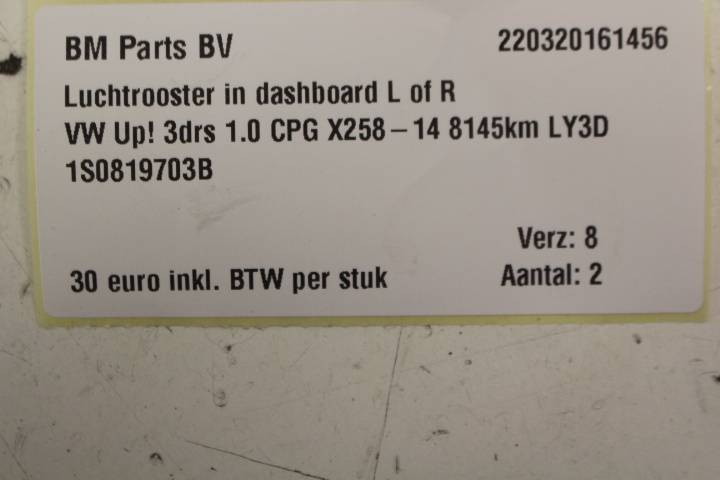 BM Parts BV 220320161456
Luchtrooster in dashboard L of R
VW Up! 3drs 1.0 CPG X258–14 8145km LY3D
1S0819703B
Verz: 8
30 euro inkl. BTW per stuk Aantal: 2